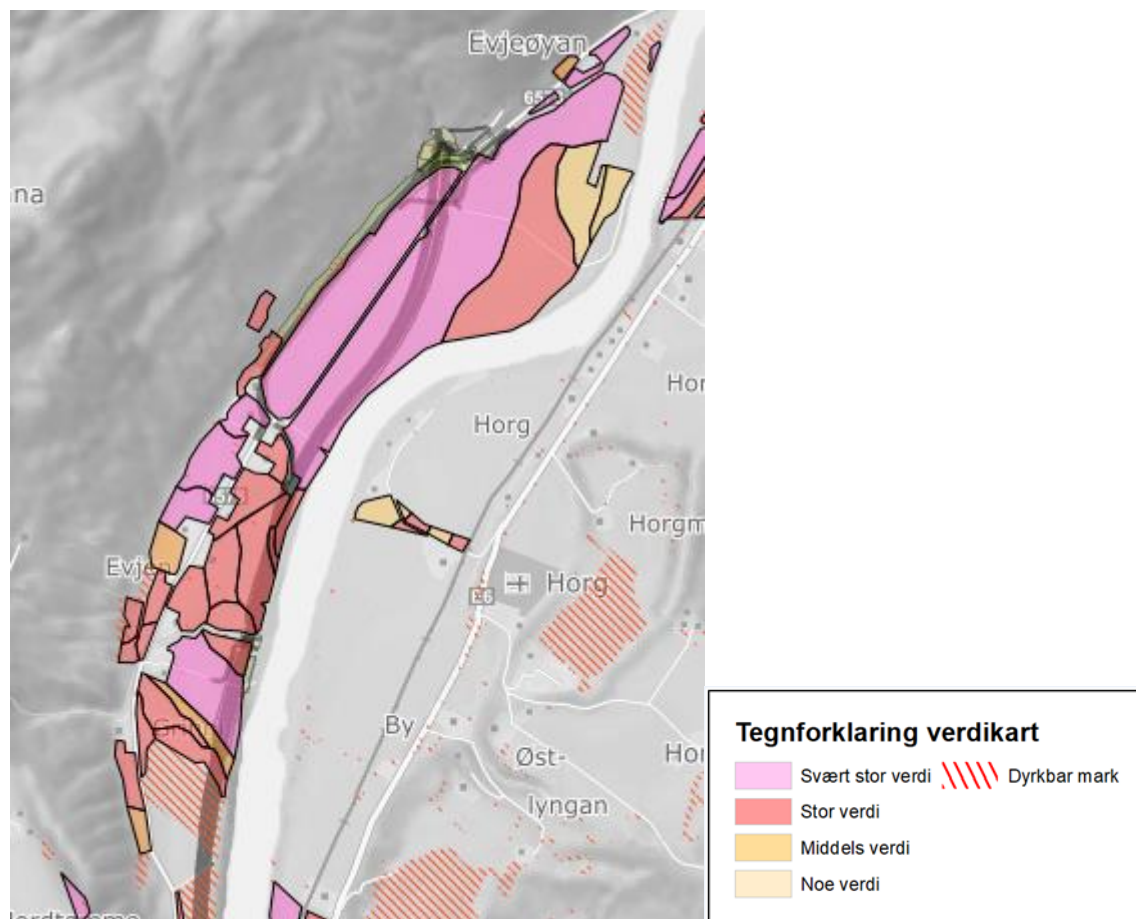 Evjeøyan
na
Hor
Horg
Horgm
Evjen
E6
Horg
By
Øst-
Hor
lyngan
Tegnforklaring verdikart
Svært stor verdi Dyrkbar mark
Stor verdi
Middels verdi
Noe verdi